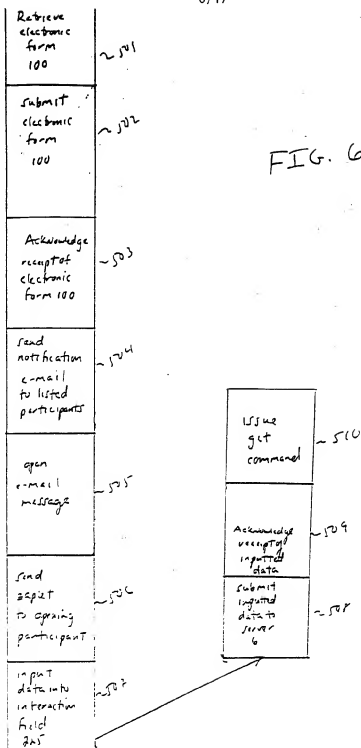 Retrieve
electronic
form
100
~501
submit
electronic
form
100
~502
FIG. 6
Acknowledge
receipt of
electronic
form 100
~503
send
notification
e-mail
to listed
participants
~504
open
e-mail
message
~505
send
zaplet
to opening
participant
~506
input
data into
interaction
field
245
~507
issue
get
command
~510
Acknowledge
receipt of
inputted
data
~509
submit
inputted
data to
server
6
~508